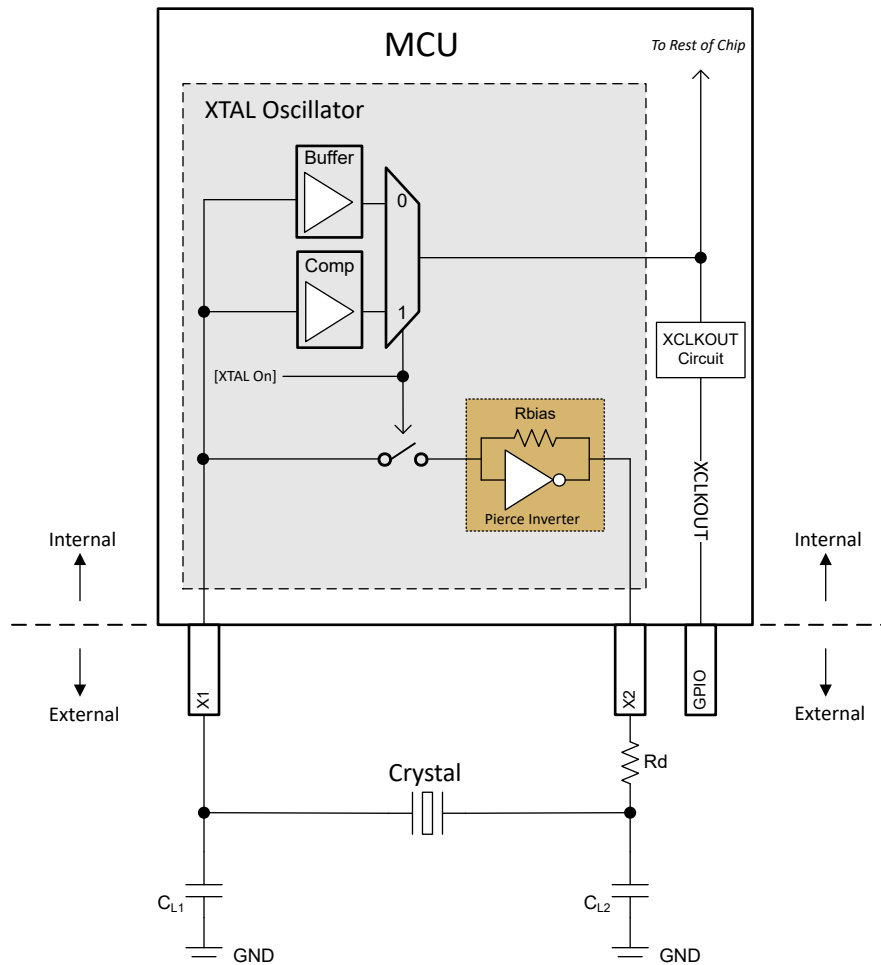 MCU
To Rest of Chip
XTAL Oscillator
Buffer
0
Comp
1
XCLKOUT
Circuit
[XTAL On]
Rbias
Pierce Inverter
XCLKOUT
Internal
Internal
External
External
X1
X2
GPIO
Rd
Crystal
CL1
CL2
GND
GND